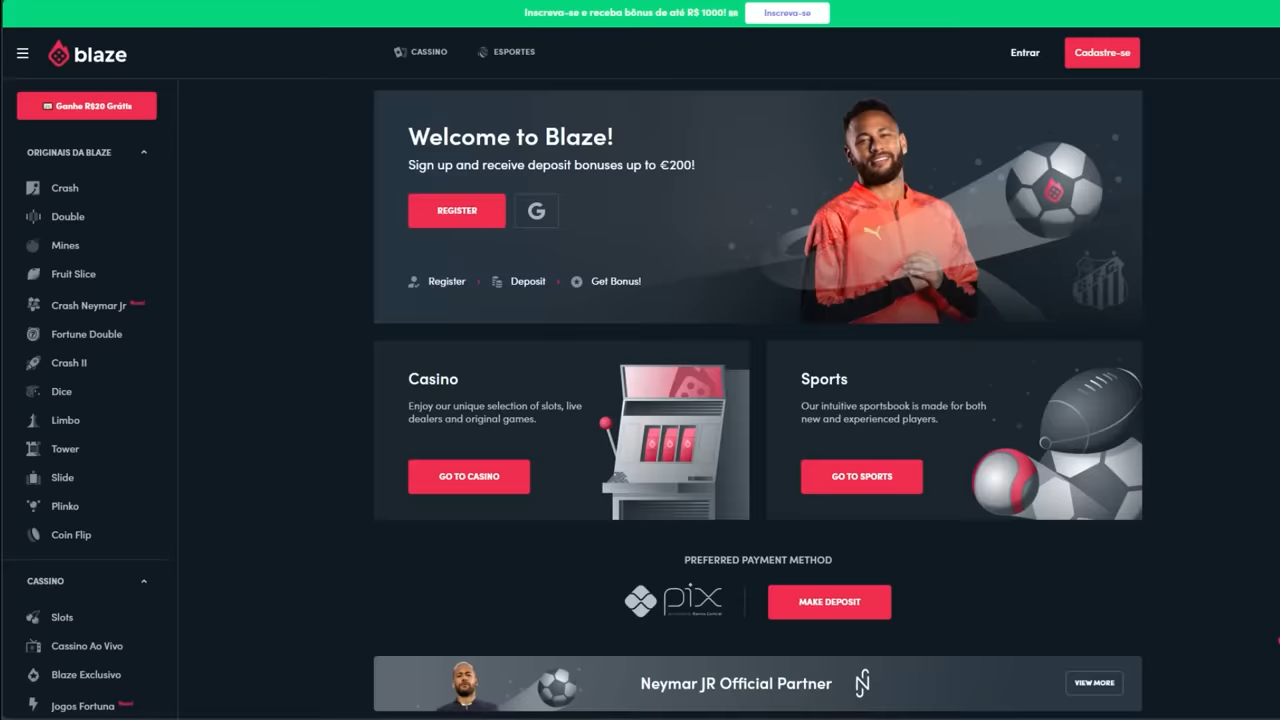 Inscreva-se e receba bônus de até R$ 1000!
Inscreva-se
blaze
CASSINO
ESPORTES
Entrar
Cadastre-se
Ganhe R$20 Grátis
ORIGINAIS DA BLAZE
Crash
Double
Mines
Fruit Slice
Crash Neymar Jr
Fortune Double
Crash II
Dice
Limbo
Tower
Slide
Plinko
Coin Flip
CASSINO
Slots
Cassino Ao Vivo
Blaze Exclusivo
Jogos Fortuna
Welcome to Blaze!
Sign up and receive deposit bonuses up to €200!
REGISTER
G
Register
Deposit
Get Bonus!
Casino
Enjoy our unique selection of slots, live
dealers and original games.
GO TO CASINO
Sports
Our intuitive sportsbook is made for both
new and experienced players.
GO TO SPORTS
PREFERRED PAYMENT METHOD
pix
MAKE DEPOSIT
Neymar JR Official Partner
VIEW MORE